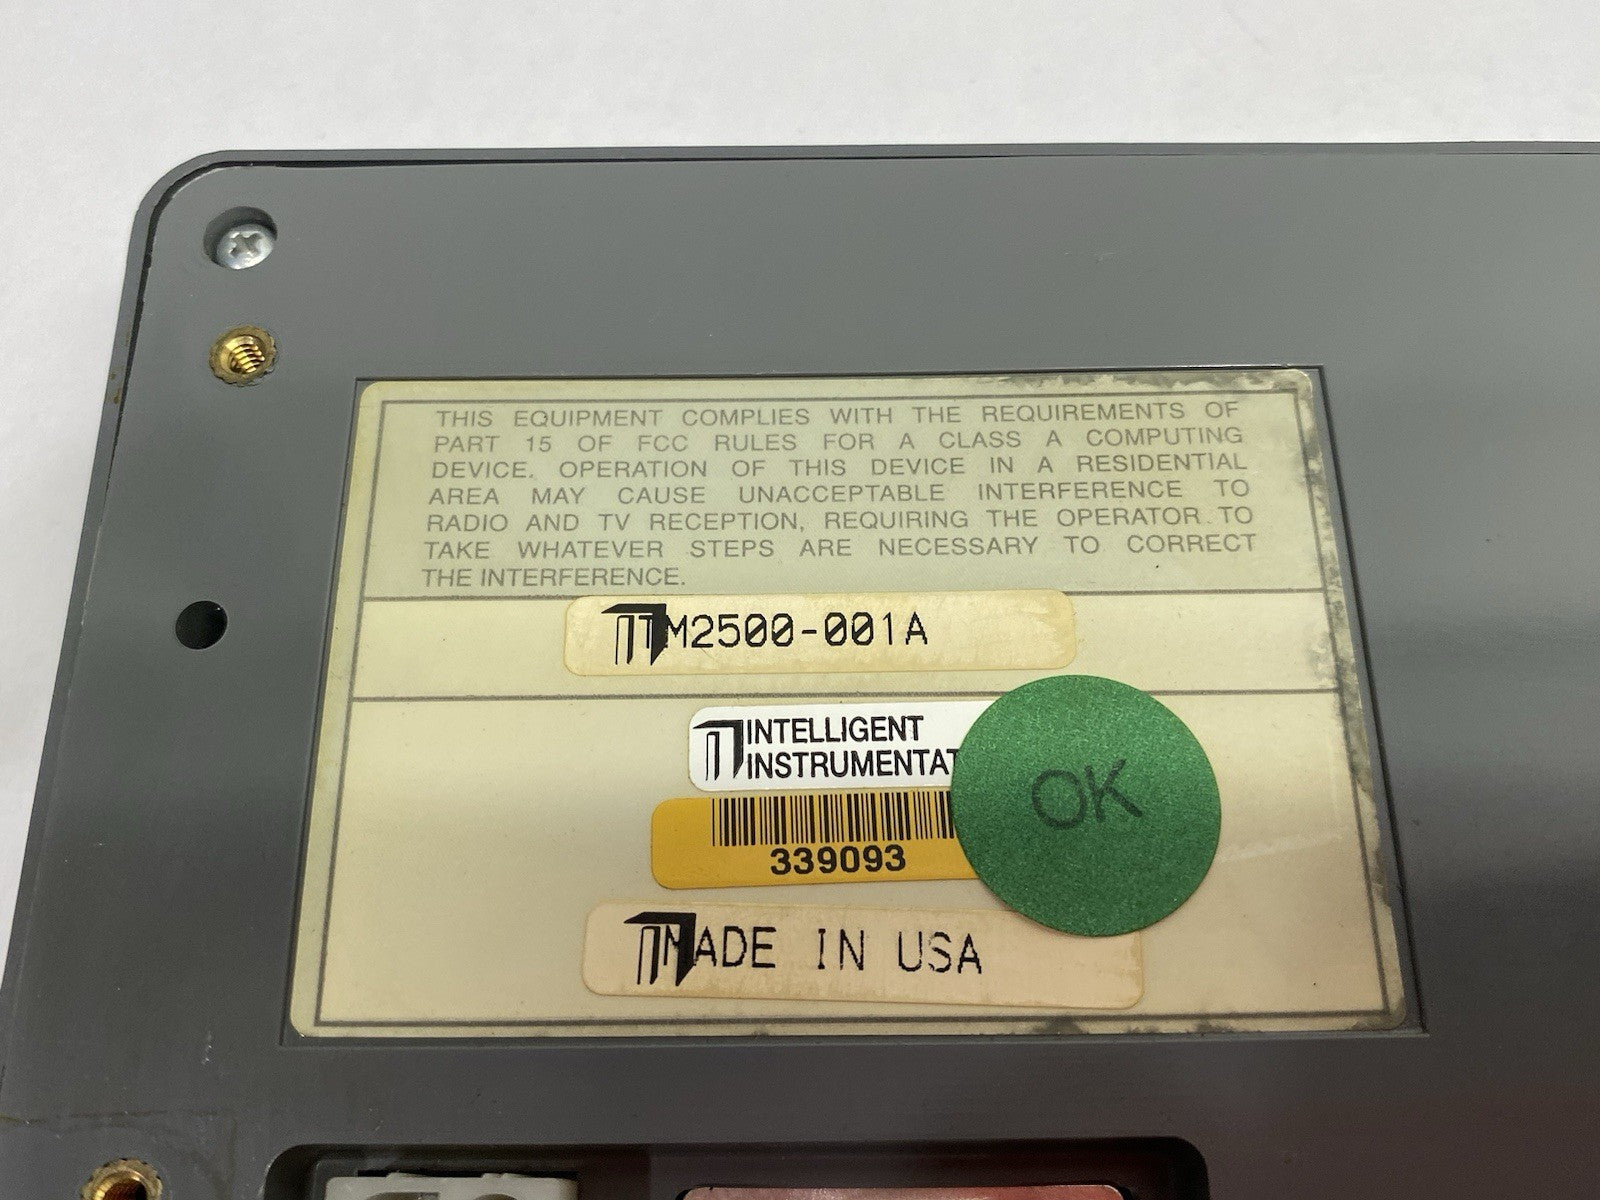 THIS EQUIPMENT COMPLIES WITH THE REQUIREMENTS OF
PART 15 OF FCC RULES FOR A CLASS A COMPUTING
DEVICE. OPERATION OF THIS DEVICE IN A RESIDENTIAL
AREA MAY CAUSE UNACCEPTABLE INTERFERENCE TO
RADIO AND TV RECEPTION, REQUIRING THE OPERATOR TO
TAKE WHATEVER STEPS ARE NECESSARY TO CORRECT
THE INTERFERENCE.
TM2500-001A
INTELLIGENT
INSTRUMENTAT
OK
339093
MADE IN USA